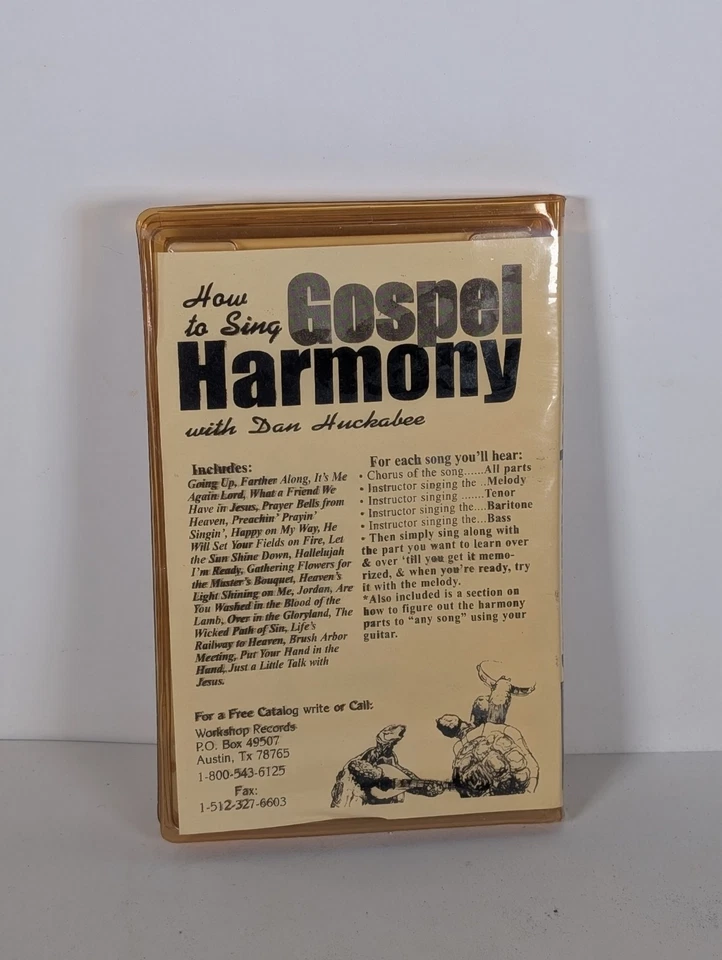 How
to Sing Gospel
Harmony
with Dan Huckabee
Includes:
Going Up, Farther Along, It's Me
Again Lord, What a Friend We
Have in Jesus, Prayer Bells from
Heaven, Preachin' Prayin'
Singin', Happy on My Way, He
Will Set Your Fields on Fire, Let
the Sun Shine Down, Hallelujah
I'm Ready, Gathering Flowers for
the Master's Bouquet, Heaven's
Light Shining on Me, Jordan, Are
You Washed in the Blood of the
Lamb, Over in the Gloryland, The
Wicked Path of Sin, Life's
Railway to Heaven, Brush Arbor
Meeting, Put Your Hand in the
Hand, Just a Little Talk with
Jesus.
For each song you'll hear:
• Chorus of the song......All parts
• Instructor singing the ..Melody
• Instructor singing .......Tenor
• Instructor singing the....Baritone
• Instructor singing the...Bass
• Then simply sing along with
the part you want to learn over
& over 'till you get it memo-
rized, & when you're ready, try
it with the melody.
*Also included is a section on
how to figure out the harmony
parts to "any song" using your
guitar.
For a Free Catalog write or Call:
Workshop Records
P.O. Box 49507
Austin, Tx 78765
1-800-543-6125
Fax:
1-512-327-6603